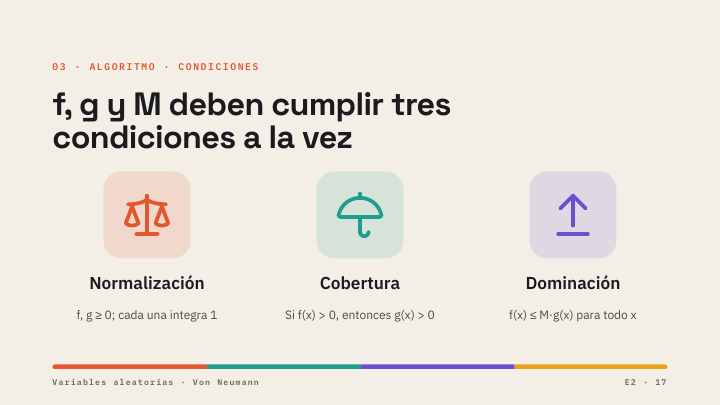 03 · ALGORITMO · CONDICIONES
f, g y M deben cumplir tres
condiciones a la vez
Normalización
Cobertura
Dominación
f, g ≥ 0; cada una integra 1
Si f(x) > 0, entonces g(x) > 0
f(x) ≤ M·g(x) para todo x
Variables aleatorias · Von Neumann
E2 · 17